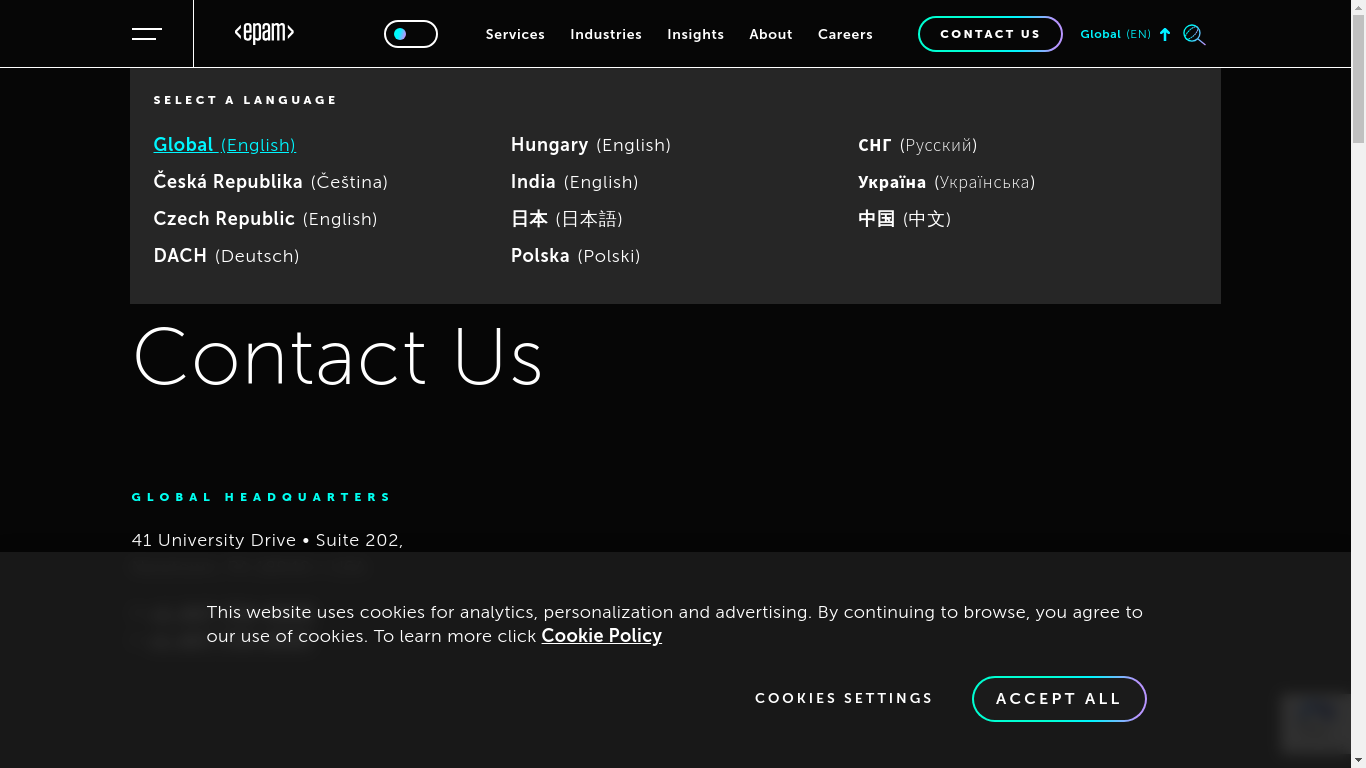 <epam>
Services Industries Insights About Careers CONTACT US Global (EN)
SELECT A LANGUAGE
Global (English)
Česká Republika (Čeština)
Czech Republic (English)
DACH (Deutsch)
Hungary (English)
India (English)
日本 (日本語)
Polska (Polski)
СНГ (Русский)
Україна (Українська)
中国 (中文)
Contact Us
GLOBAL HEADQUARTERS
41 University Drive • Suite 202,
This website uses cookies for analytics, personalization and advertising. By continuing to browse, you agree to
our use of cookies. To learn more click Cookie Policy
COOKIES SETTINGS ACCEPT ALL